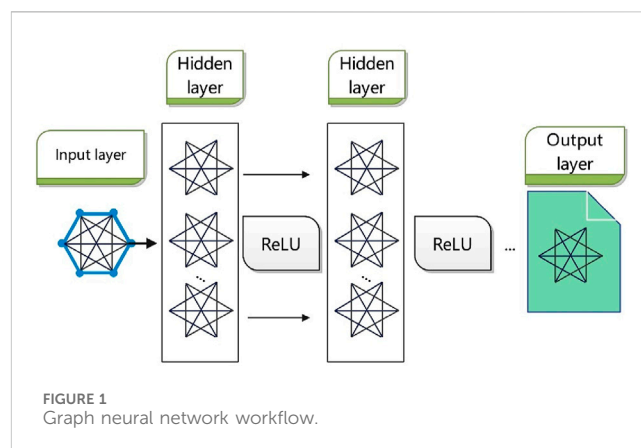 Hidden
layer
Hidden
layer
Input layer
Output
layer
ReLU
ReLU
...
...
...
FIGURE 1
Graph neural network workflow.